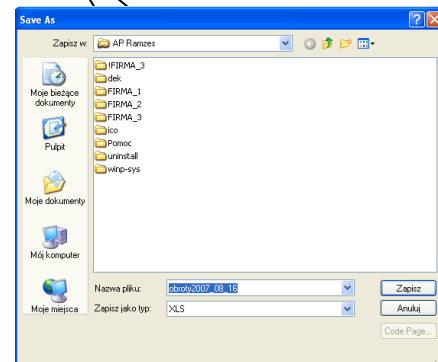 Save As
Zapisz w: AP Ramzes
!FIRMA_3
dek
FIRMA_1
FIRMA_2
FIRMA_3
ico
Pomoc
uninstall
winp-sys
Moje bieżące dokumenty
Pulpit
Moje dokumenty
Mój komputer
Moje miejsca
Nazwa pliku: obroty2007_08_16 Zapisz
Zapisz jako typ: XLS Anuluj
Code Page...